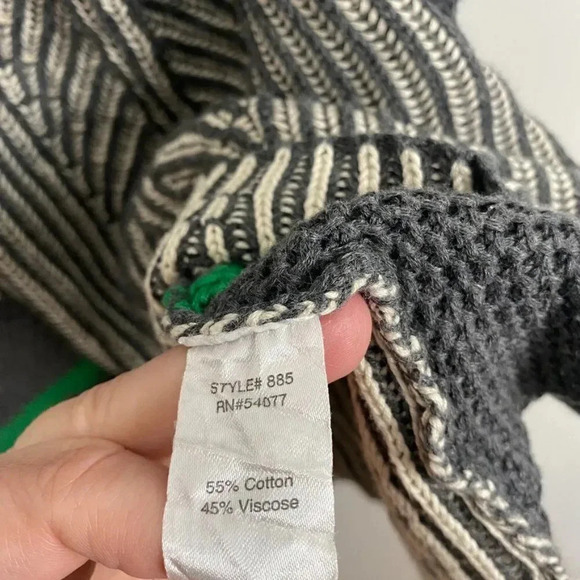 STYLE# 885
RN#54077
55% Cotton
45% Viscose